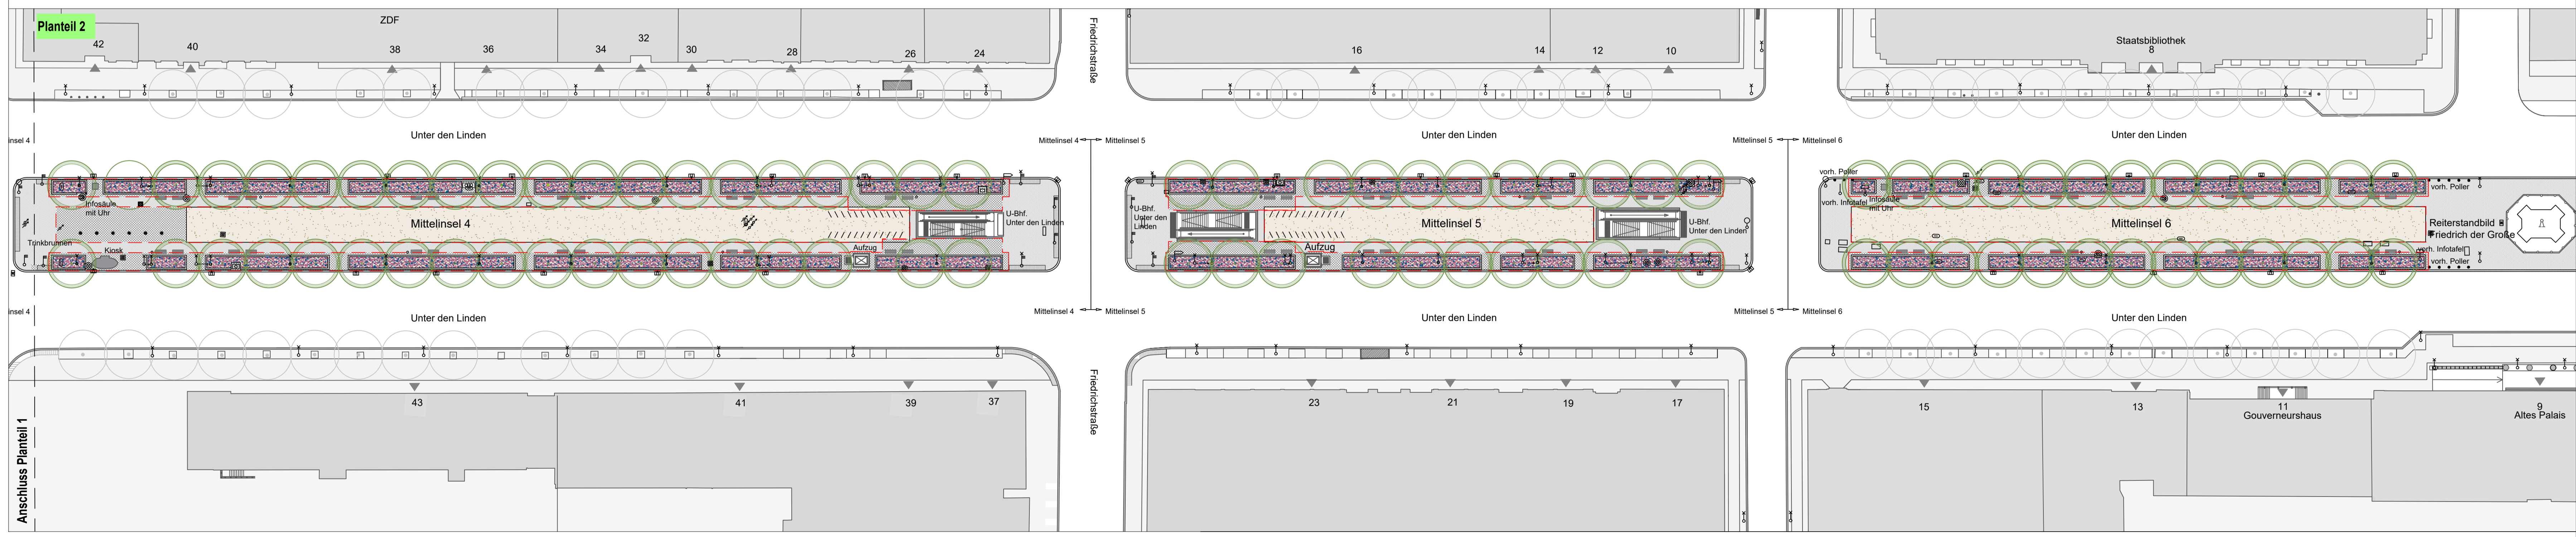 Planteil 2
ZDF
42
40
38
36
34
32
30
28
26
24
Friedrichstraße
16
14
12
10
Staatsbibliothek
8
Unter den Linden
Unter den Linden
Unter den Linden
insel 4
Mittelinsel 4
Mittelinsel 5
Mittelinsel 5
Mittelinsel 6
Infosäule
mit Uhr
Trinkbrunnen
Kiosk
Mittelinsel 4
Aufzug
U-Bhf.
Unter den Linden
U-Bhf.
Unter den
Linden
Aufzug
Mittelinsel 5
U-Bhf.
Unter den Linden
vorh. Poller
vorh. Infotafel
Infosäule
mit Uhr
Mittelinsel 6
vorh. Poller
Reiterstandbild
Friedrich der Große
vorh. Infotafel
vorh. Poller
insel 4
Mittelinsel 4
Mittelinsel 5
Mittelinsel 5
Mittelinsel 6
Unter den Linden
Unter den Linden
Unter den Linden
Anschluss Planteil 1
43
41
39
37
Friedrichstraße
23
21
19
17
15
13
11
Gouverneurshaus
9
Altes Palais